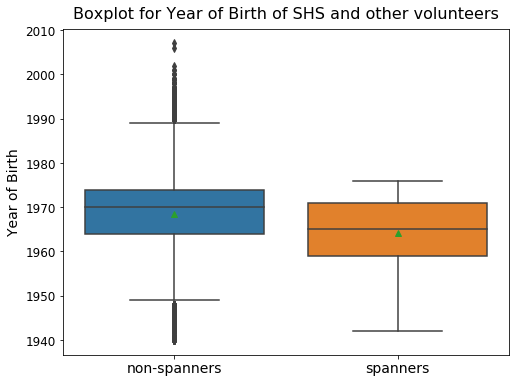 Boxplot for Year of Birth of SHS and other volunteers
2010
2000
1990
1980
1970
1960
1950
1940
Year of Birth
non-spanners
spanners